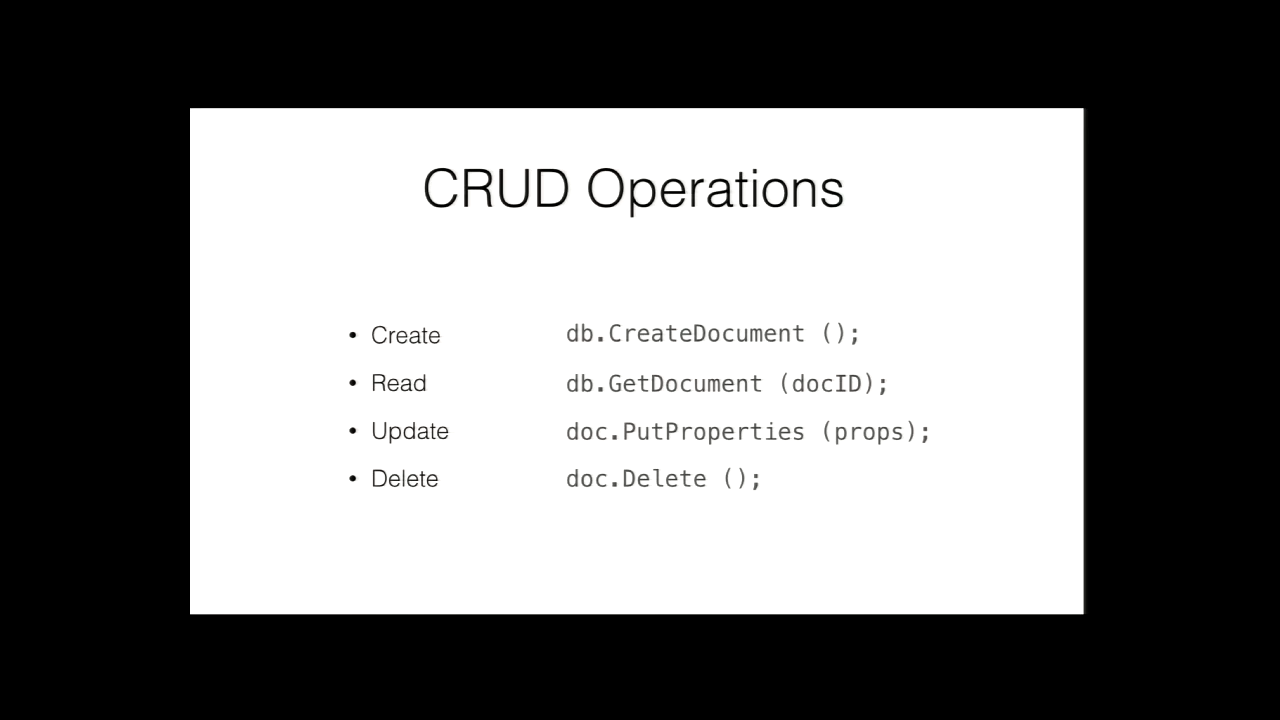 CRUD Operations
• Create db.CreateDocument ();
• Read db.GetDocument (docID);
• Update doc.PutProperties (props);
• Delete doc.Delete ();